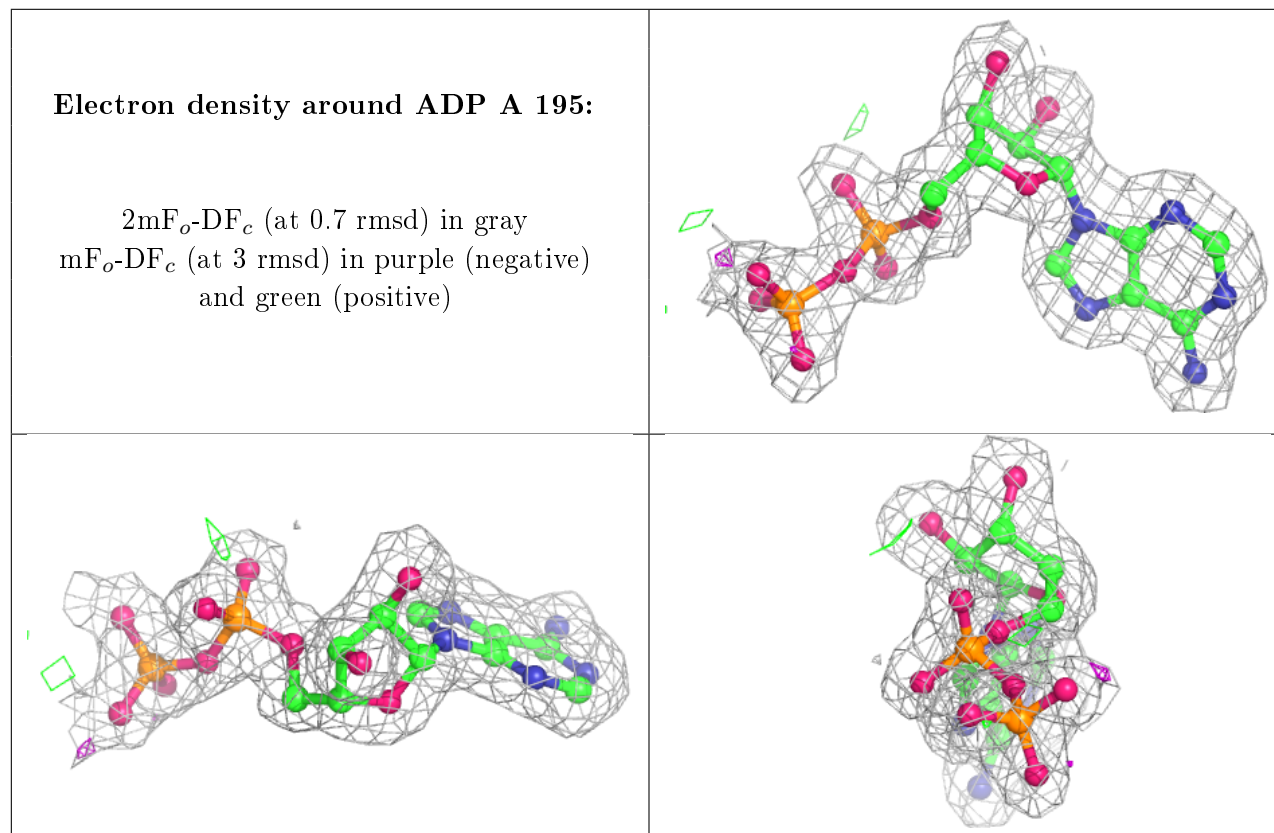 Electron density around ADP A 195:
2mFₒ-DF𝒸 (at 0.7 rmsd) in gray
mFₒ-DF𝒸 (at 3 rmsd) in purple (negative)
and green (positive)